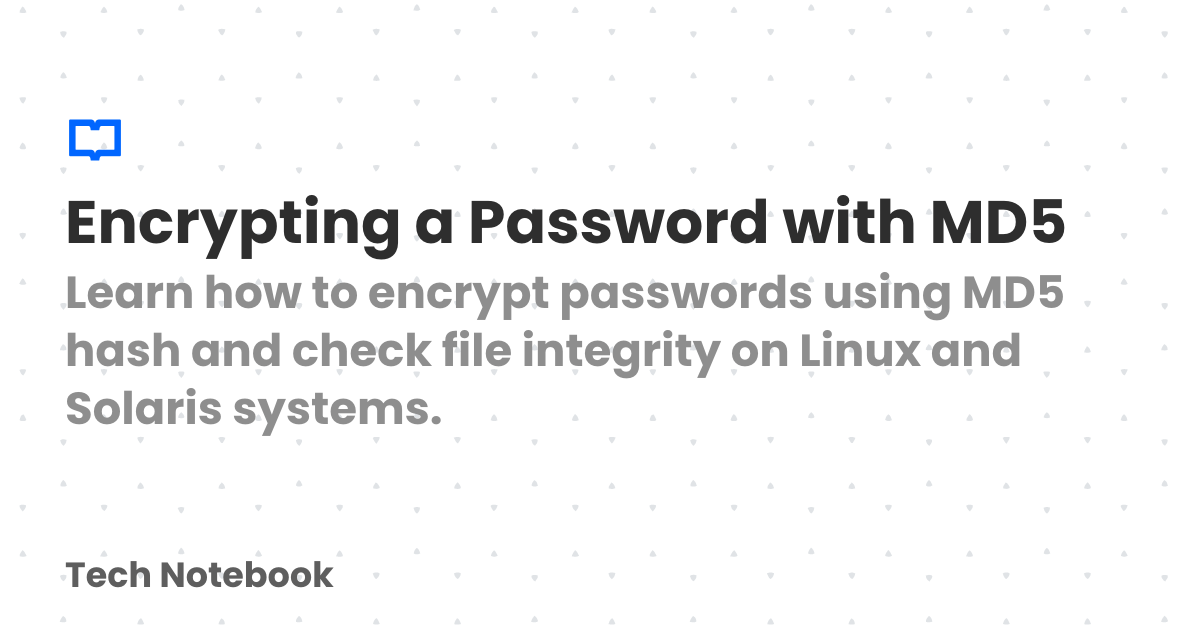 Encrypting a Password with MD5
Learn how to encrypt passwords using MD5
hash and check file integrity on Linux and
Solaris systems.
Tech Notebook